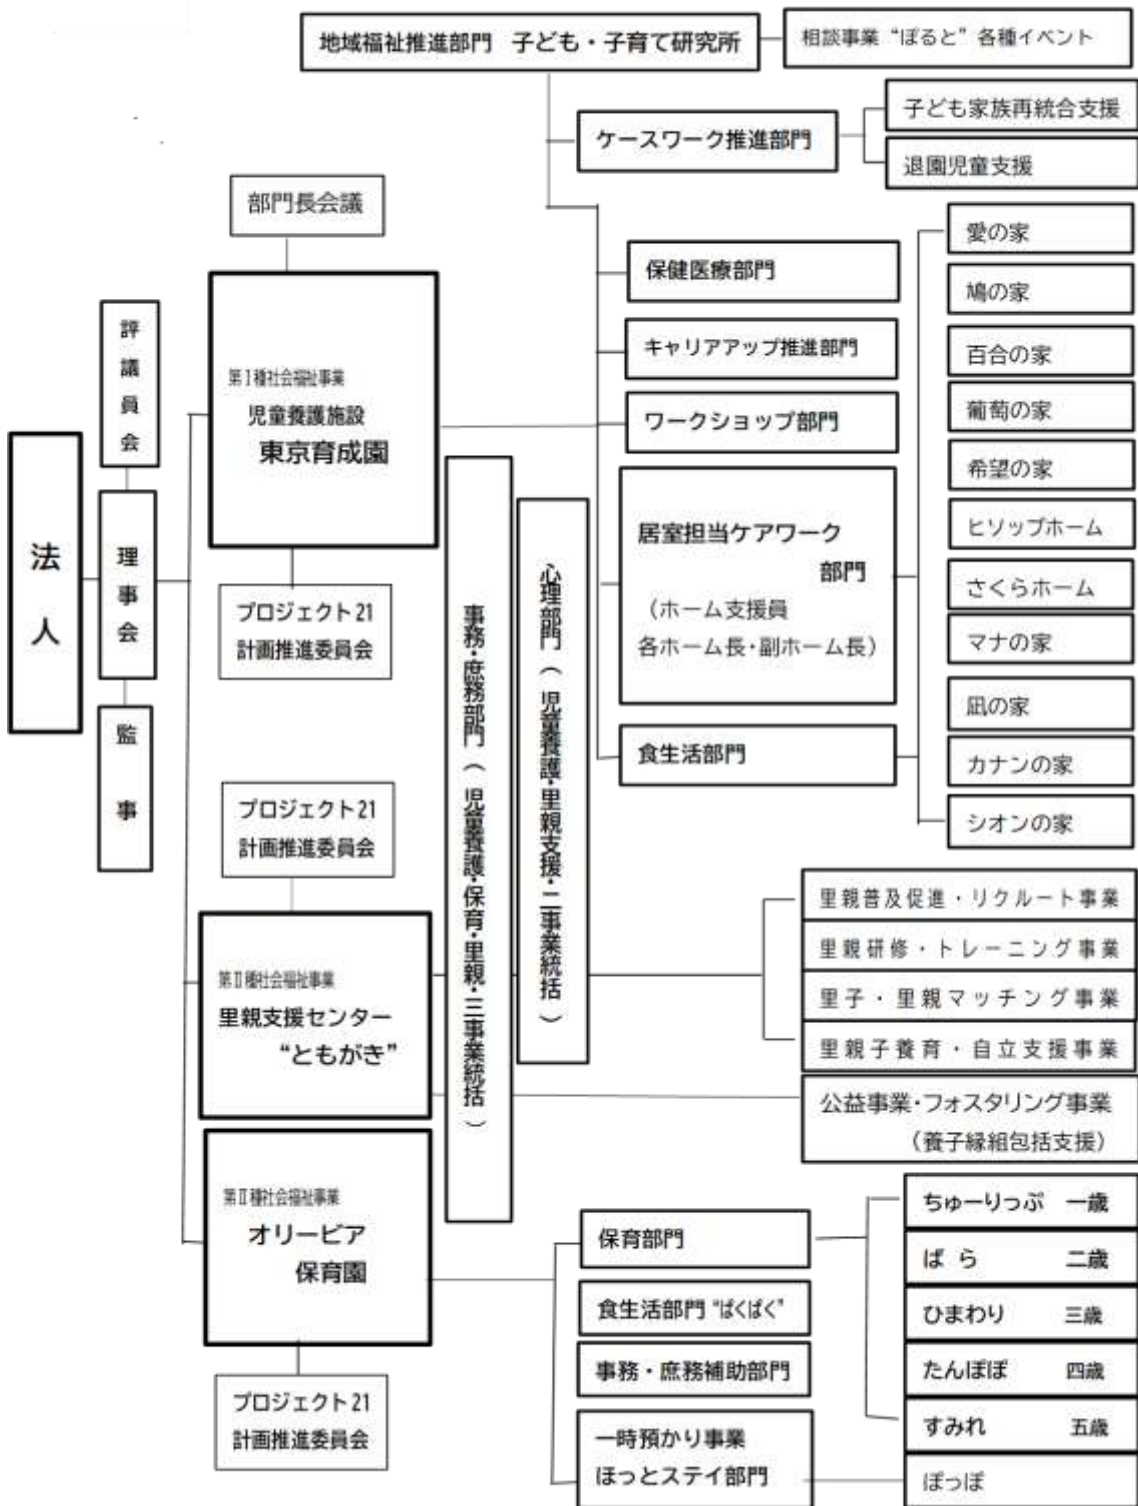 地域福祉推進部門　子ども・子育て研究所
相談事業 “ぽると” 各種イベント
ケースワーク推進部門
子ども家族再統合支援
退園児童支援
部門長会議
保健医療部門
キャリアアップ推進部門
ワークショップ部門
居室担当ケアワーク
部門
（ホーム支援員
各ホーム長・副ホーム長）
食生活部門
愛の家
鳩の家
百合の家
葡萄の家
希望の家
ヒソップホーム
さくらホーム
マナの家
凪の家
カナンの家
シオンの家
法人
評議員会
理事会
監事
第Ⅰ種社会福祉事業
児童養護施設
東京育成園
プロジェクト21
計画推進委員会
事務・庶務部門（児童養護・保育・里親・三事業統括）
心理部門（児童養護・里親支援・二事業統括）
プロジェクト21
計画推進委員会
第Ⅱ種社会福祉事業
里親支援センター
“ともがき”
里親普及促進・リクルート事業
里親研修・トレーニング事業
里子・里親マッチング事業
里親子養育・自立支援事業
公益事業・フォスタリング事業
（養子縁組包括支援）
第Ⅱ種社会福祉事業
オリービア
保育園
プロジェクト21
計画推進委員会
保育部門
食生活部門 “ぱくぱく”
事務・庶務補助部門
一時預かり事業
ほっとステイ部門
ちゅーりっぷ　一歳
ばら　二歳
ひまわり　三歳
たんぽぽ　四歳
すみれ　五歳
ぽっぽ